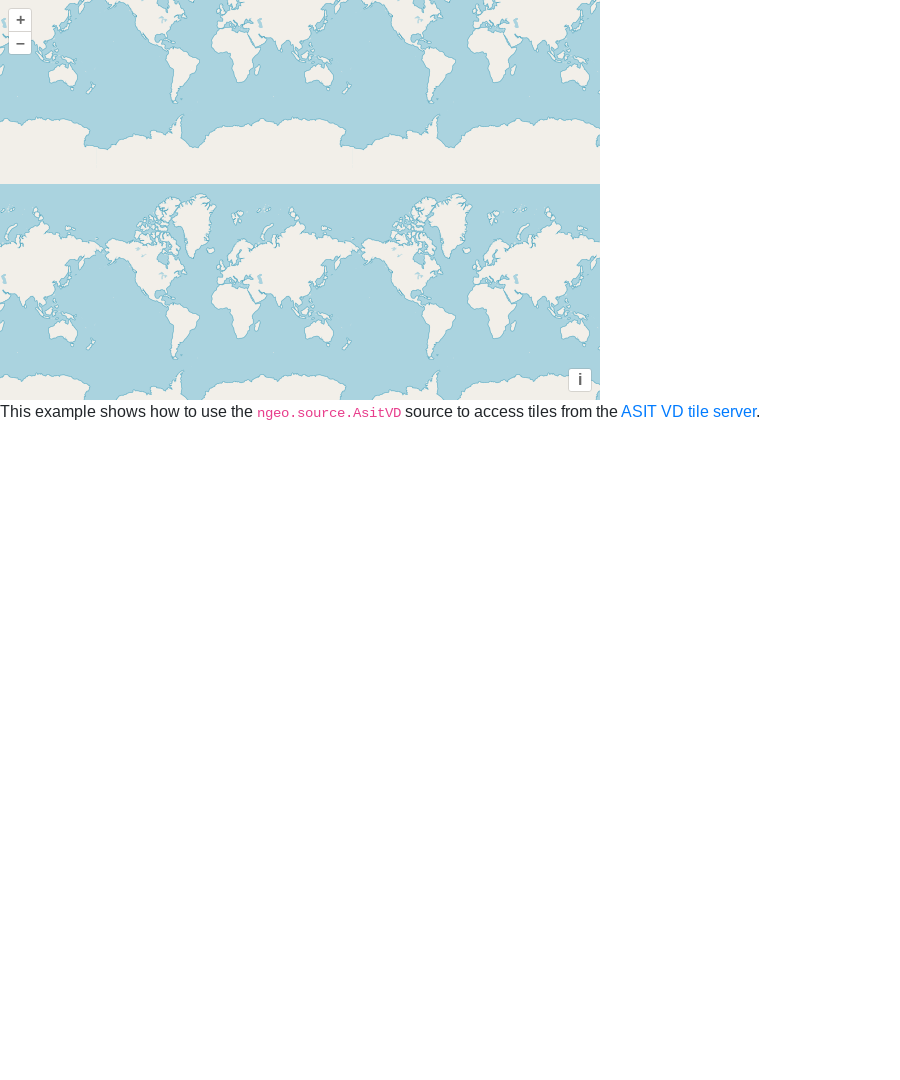 +
–
i
This example shows how to use the ngeo.source.AsitVD source to access tiles from the ASIT VD tile server.